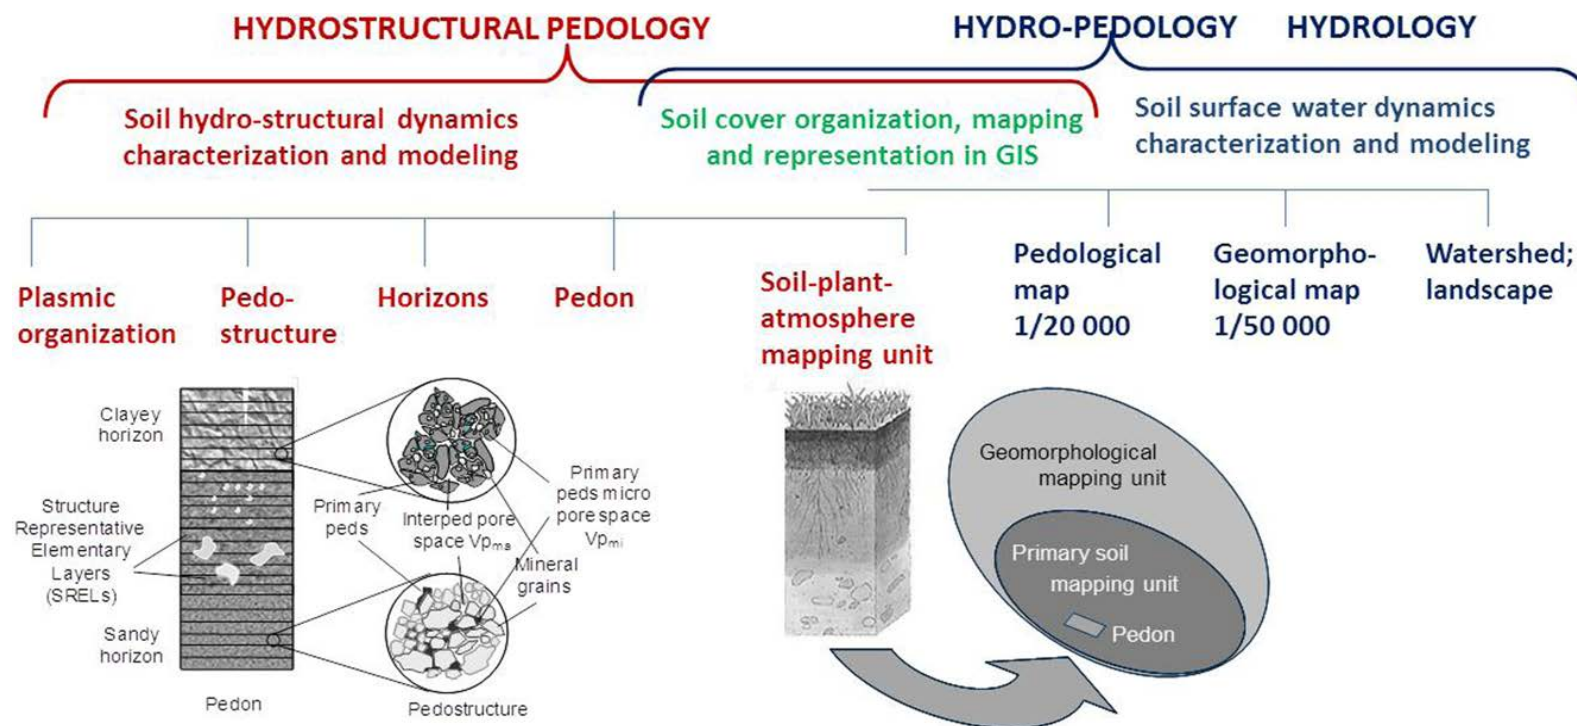 HYDROSTRUCTURAL PEDOLOGY
HYDRO-PEDOLOGY HYDROLOGY
Soil hydro-structural dynamics
characterization and modeling
Soil cover organization, mapping
and representation in GIS
Soil surface water dynamics
characterization and modeling
Plasmic
organization
Pedo-
structure
Horizons
Pedon
Soil-plant-
atmosphere
mapping unit
Pedological
map
1/20 000
Geomorpho-
logical map
1/50 000
Watershed;
landscape
Clayey
horizon
Structure
Representative
Elementary
Layers
(SRELs)
Sandy
horizon
Pedon
Primary
peds
Interped pore
space Vpma
Primary
peds micro
pore space
Vpmi
Mineral
grains
Pedostructure
Geomorphological
mapping unit
Primary soil
mapping unit
Pedon